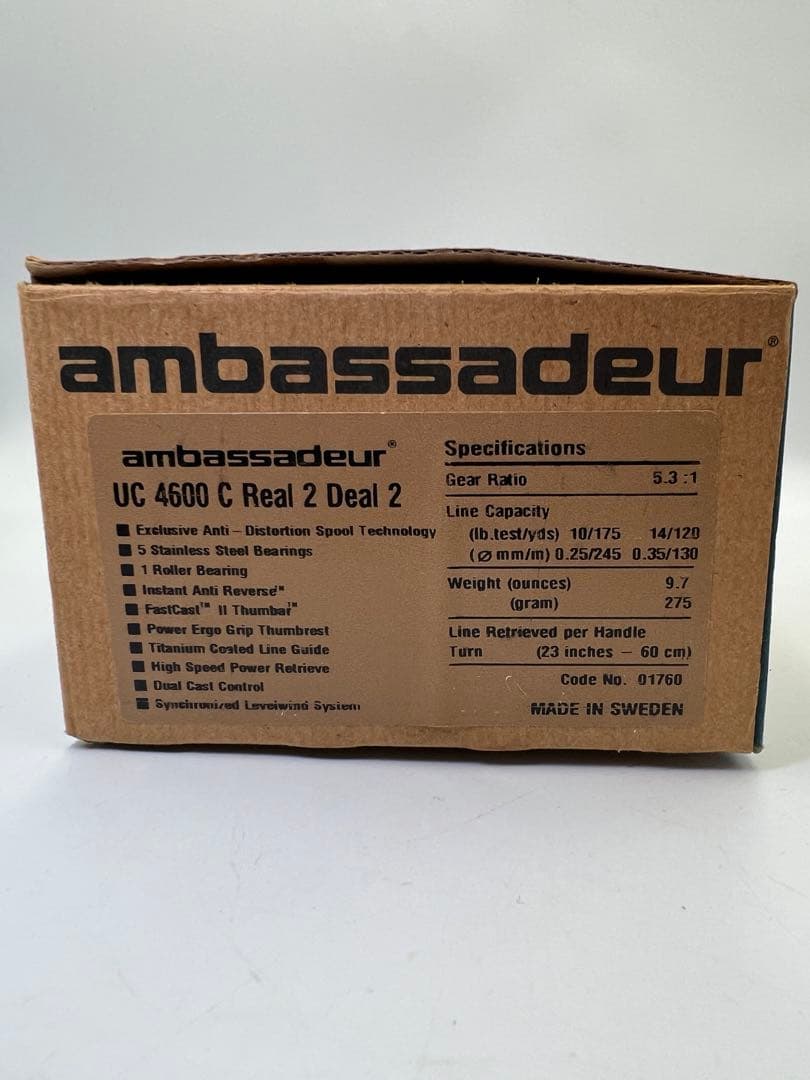 ambassadeur®
ambassadeur®
UC 4600 C Real 2 Deal 2
■ Exclusive Anti – Distortion Spool Technology
■ 5 Stainless Steel Bearings
■ 1 Roller Bearing
■ Instant Anti Reverse™
■ FastCast™ II Thumbar™
■ Power Ergo Grip Thumbrest
■ Titanium Coated Line Guide
■ High Speed Power Retrieve
■ Dual Cast Control
■ Synchronized Levelwind System
Specifications
Gear Ratio 5.3 :1
Line Capacity
(lb.test/yds) 10/175 14/120
(∅ mm/m) 0.25/245 0.35/130
Weight (ounces) 9.7
(gram) 275
Line Retrieved per Handle
Turn (23 inches – 60 cm)
Code No. 01760
MADE IN SWEDEN